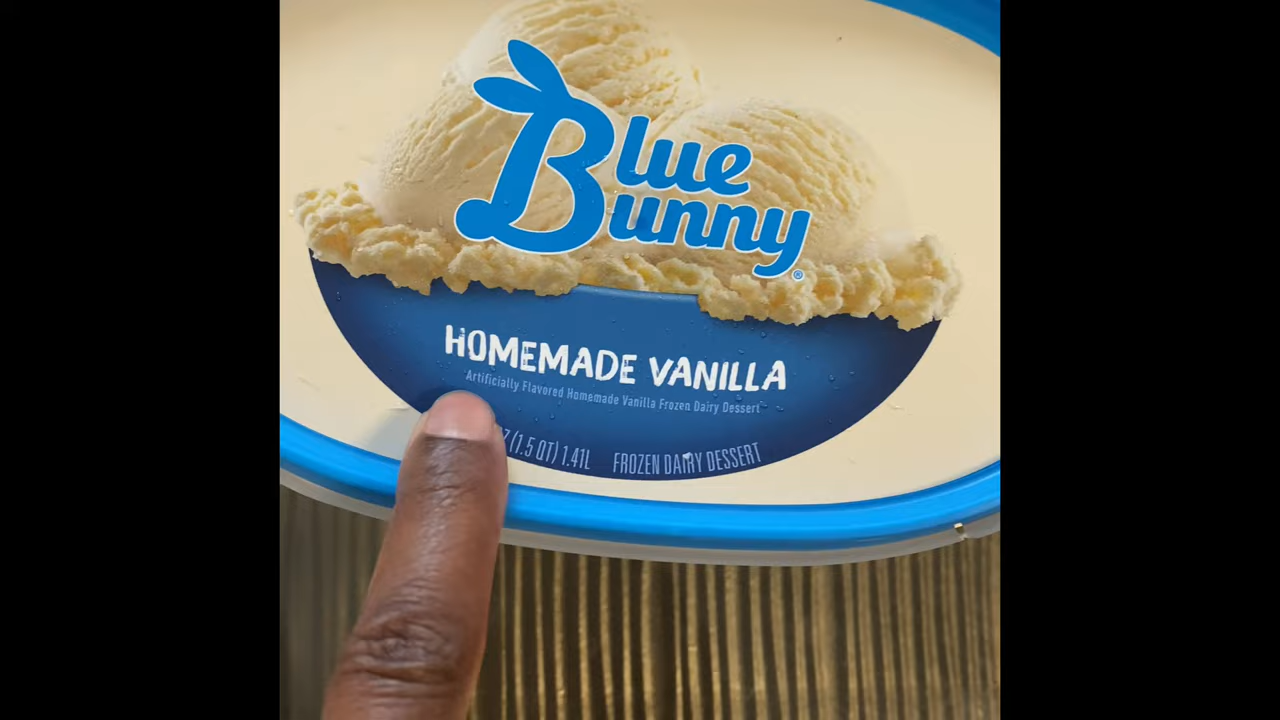 Blue
Bunny®
HOMEMADE VANILLA
Artificially Flavored Homemade Vanilla Frozen Dairy Dessert
(1.5 QT) 1.41L FROZEN DAIRY DESSERT